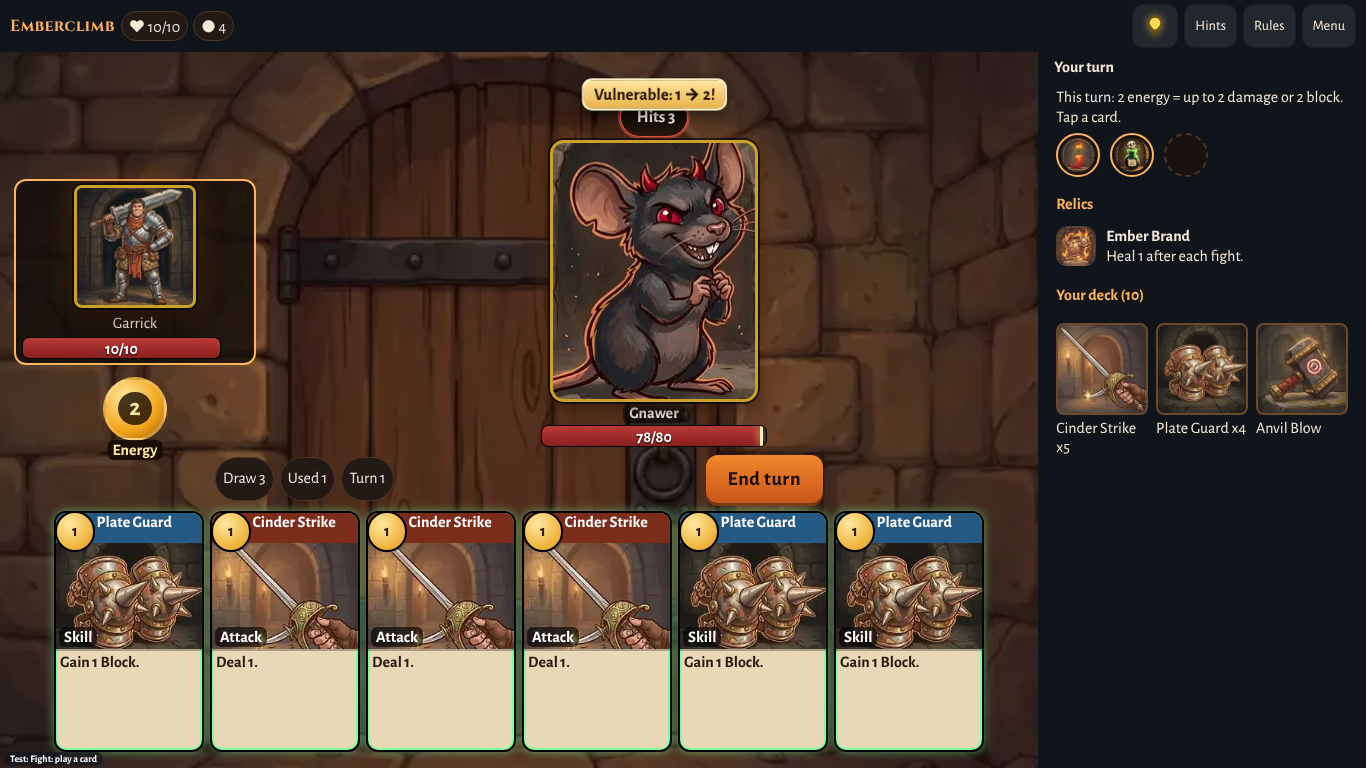 EMBERCLIMB
10/10
4
Hints
Rules
Menu
Your turn
This turn: 2 energy = up to 2 damage or 2 block.
Tap a card.
Relics
Ember Brand
Heal 1 after each fight.
Your deck (10)
Cinder Strike
x5
Plate Guard x4
Anvil Blow
Vulnerable: 1 → 2!
Hits 3
Garrick
10/10
2
Energy
Gnawer
78/80
Draw 3
Used 1
Turn 1
End turn
1
Plate Guard
Skill
Gain 1 Block.
1
Cinder Strike
Attack
Deal 1.
1
Cinder Strike
Attack
Deal 1.
1
Cinder Strike
Attack
Deal 1.
1
Plate Guard
Skill
Gain 1 Block.
1
Plate Guard
Skill
Gain 1 Block.
Test: Fight: play a card